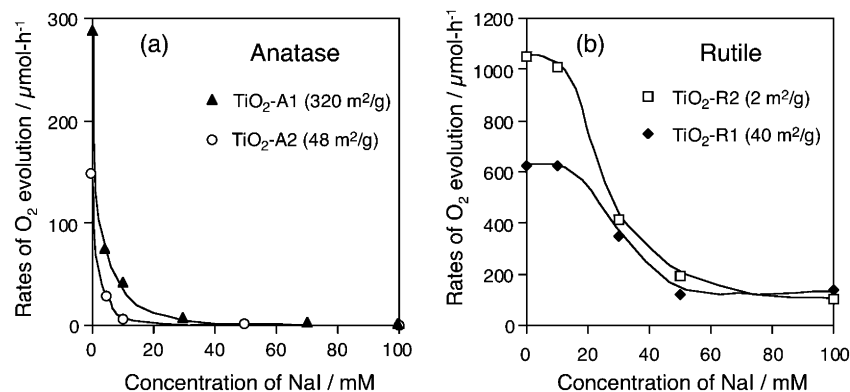 (a)
Anatase
TiO₂-A1 (320 m²/g)
TiO₂-A2 (48 m²/g)
Rates of O₂ evolution / μmol-h⁻¹
300
200
100
0
0 20 40 60 80 100
Concentration of NaI / mM
(b)
Rutile
TiO₂-R2 (2 m²/g)
TiO₂-R1 (40 m²/g)
Rates of O₂ evolution / μmol-h⁻¹
1200
1000
800
600
400
200
0
0 20 40 60 80 100
Concentration of NaI / mM